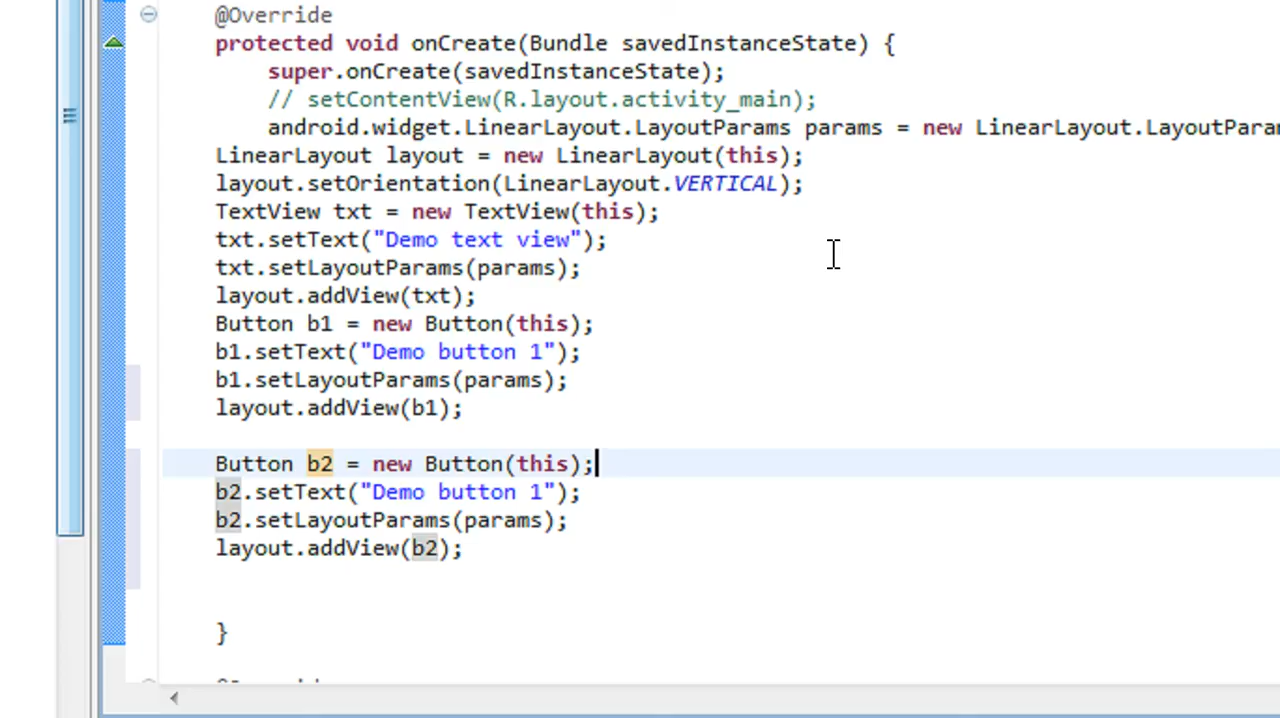 @Override
protected void onCreate(Bundle savedInstanceState) {
super.onCreate(savedInstanceState);
// setContentView(R.layout.activity_main);
android.widget.LinearLayout.LayoutParams params = new LinearLayout.LayoutParam
LinearLayout layout = new LinearLayout(this);
layout.setOrientation(LinearLayout.VERTICAL);
TextView txt = new TextView(this);
txt.setText("Demo text view");
txt.setLayoutParams(params);
layout.addView(txt);
Button b1 = new Button(this);
b1.setText("Demo button 1");
b1.setLayoutParams(params);
layout.addView(b1);
Button b2 = new Button(this);
b2.setText("Demo button 1");
b2.setLayoutParams(params);
layout.addView(b2);
}